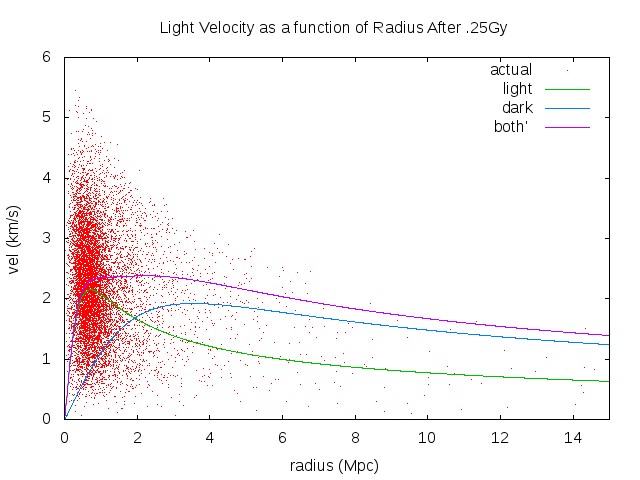 Light Velocity as a function of Radius After .25Gy
actual
light
dark
both'
6
5
4
3
2
1
0
vel (km/s)
0 2 4 6 8 10 12 14
radius (Mpc)